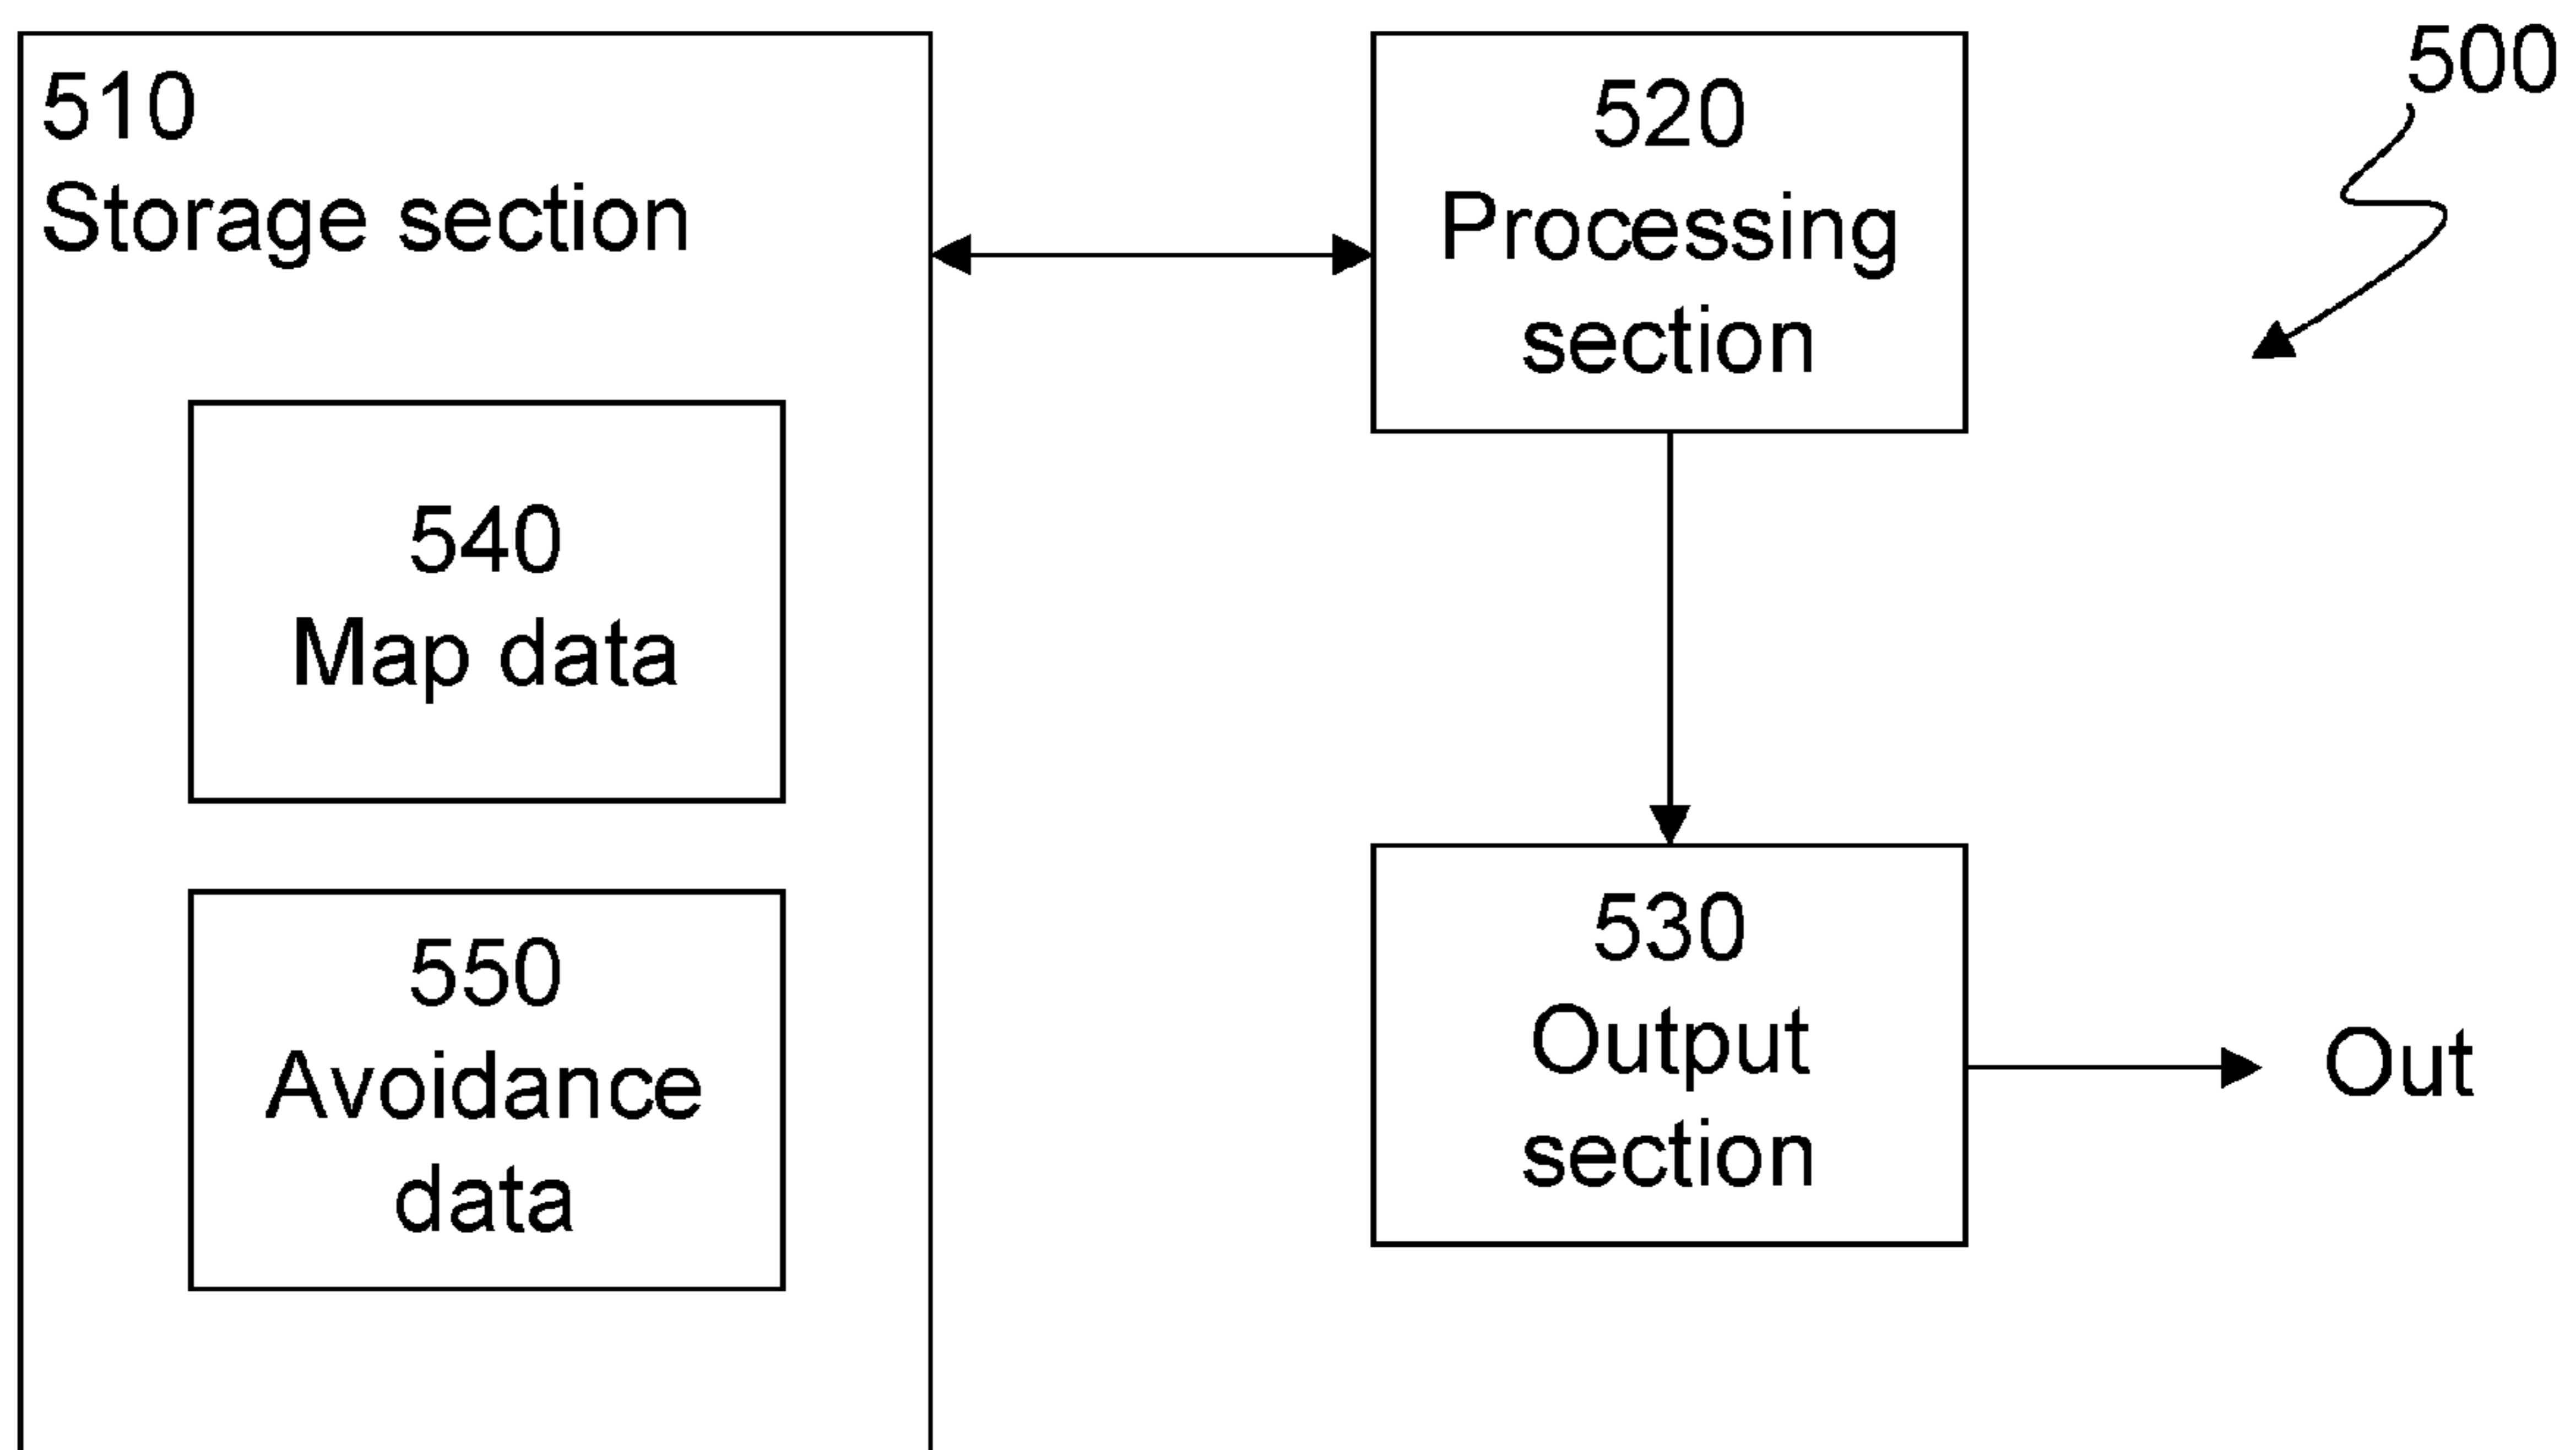 510
Storage section
540
Map data
550
Avoidance
data
520
Processing
section
530
Output
section
Out
500